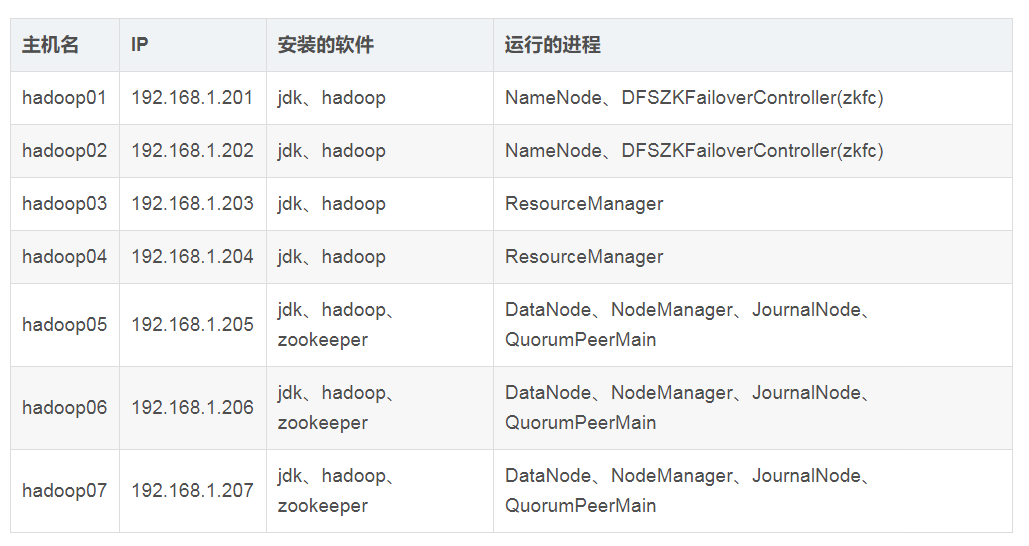 主机名 IP 安装的软件 运行的进程
hadoop01 192.168.1.201 jdk、hadoop NameNode、DFSZKFailoverController(zkfc)
hadoop02 192.168.1.202 jdk、hadoop NameNode、DFSZKFailoverController(zkfc)
hadoop03 192.168.1.203 jdk、hadoop ResourceManager
hadoop04 192.168.1.204 jdk、hadoop ResourceManager
hadoop05 192.168.1.205 jdk、hadoop、 DataNode、NodeManager、JournalNode、
zookeeper QuorumPeerMain
hadoop06 192.168.1.206 jdk、hadoop、 DataNode、NodeManager、JournalNode、
zookeeper QuorumPeerMain
hadoop07 192.168.1.207 jdk、hadoop、 DataNode、NodeManager、JournalNode、
zookeeper QuorumPeerMain